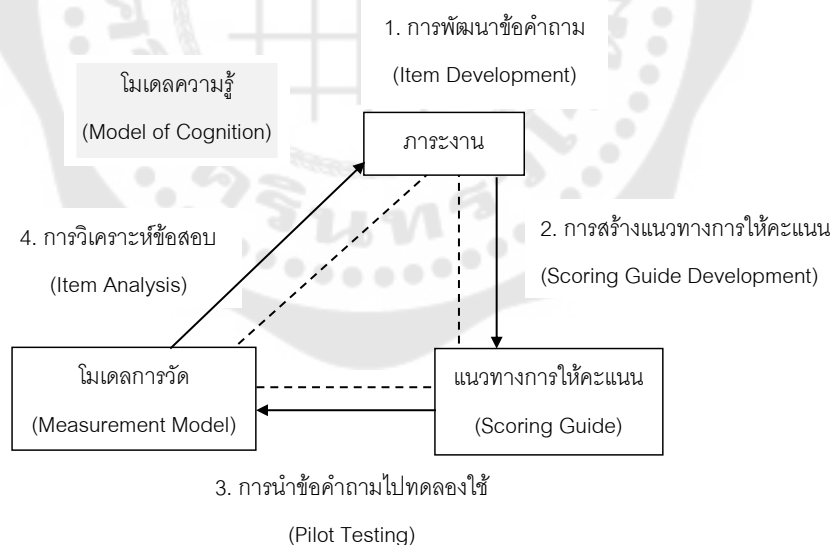 1. การพัฒนาข้อคำถาม
(Item Development)
โมเดลความรู้
(Model of Cognition)
ภาระงาน
4. การวิเคราะห์ข้อสอบ
(Item Analysis)
2. การสร้างแนวทางการให้คะแนน
(Scoring Guide Development)
โมเดลการวัด
(Measurement Model)
แนวทางการให้คะแนน
(Scoring Guide)
3. การนำข้อคำถามไปทดลองใช้
(Pilot Testing)